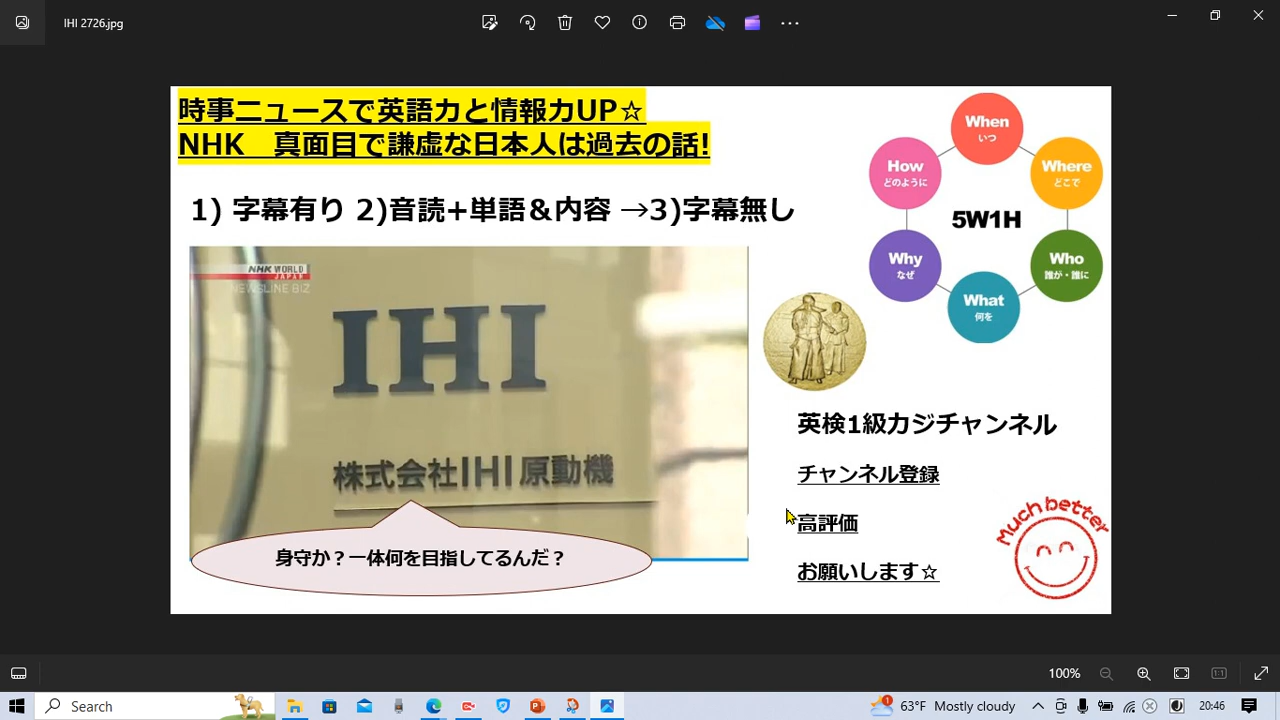 IHI 2726.jpg
時事ニュースで英語力と情報力UP☆
NHK　真面目で謙虚な日本人は過去の話!
1) 字幕有り 2)音読+単語＆内容 →3)字幕無し
When
いつ
How
どのように
Where
どこで
5W1H
Why
なぜ
Who
誰が・誰に
What
何を
NHK WORLD
JAPAN
NEWSLINE BIZ
IHI
株式会社IHI原動機
身守か？一体何を目指してるんだ？
英検1級カジチャンネル
チャンネル登録
高評価
お願いします☆
Much better
100%
1:1
Search
1
63°F Mostly cloudy
20:46